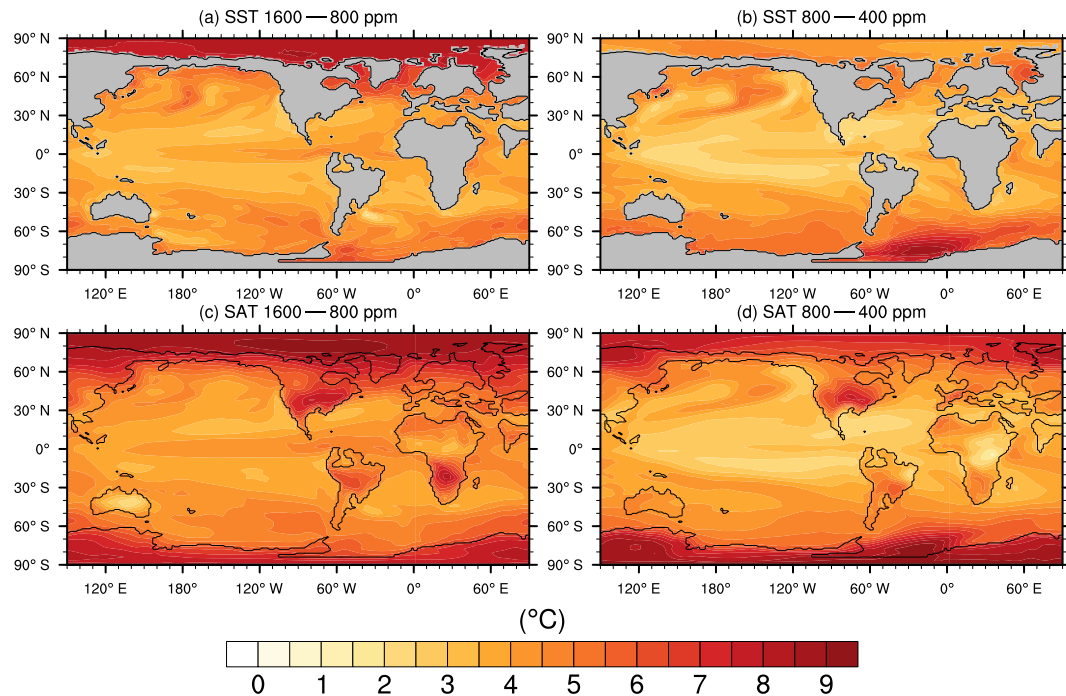 (a) SST 1600 — 800 ppm
(b) SST 800 — 400 ppm
90° N
60° N
30° N
0°
30° S
60° S
90° S
90° N
60° N
30° N
0°
30° S
60° S
90° S
120° E 180° W 120° W 60° W 0° 60° E
120° E 180° W 120° W 60° W 0° 60° E
(c) SAT 1600 — 800 ppm
(d) SAT 800 — 400 ppm
90° N
60° N
30° N
0°
30° S
60° S
90° S
90° N
60° N
30° N
0°
30° S
60° S
90° S
120° E 180° W 120° W 60° W 0° 60° E
120° E 180° W 120° W 60° W 0° 60° E
(°C)
0 1 2 3 4 5 6 7 8 9